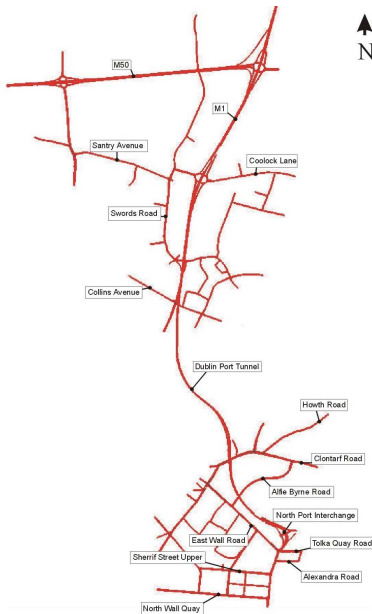 N
M50
M1
Santry Avenue
Coolock Lane
Swords Road
Collins Avenue
Dublin Port Tunnel
Howth Road
Clontarf Road
Alfie Byrne Road
North Port Interchange
East Wall Road
Tolka Quay Road
Sherrif Street Upper
Alexandra Road
North Wall Quay